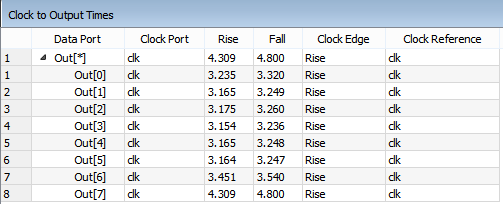 Clock to Output Times
Data Port Clock Port Rise Fall Clock Edge Clock Reference
1 Out[*] clk 4.309 4.800 Rise clk
1 Out[0] clk 3.235 3.320 Rise clk
2 Out[1] clk 3.165 3.249 Rise clk
3 Out[2] clk 3.175 3.260 Rise clk
4 Out[3] clk 3.154 3.236 Rise clk
5 Out[4] clk 3.165 3.248 Rise clk
6 Out[5] clk 3.164 3.247 Rise clk
7 Out[6] clk 3.451 3.540 Rise clk
8 Out[7] clk 4.309 4.800 Rise clk